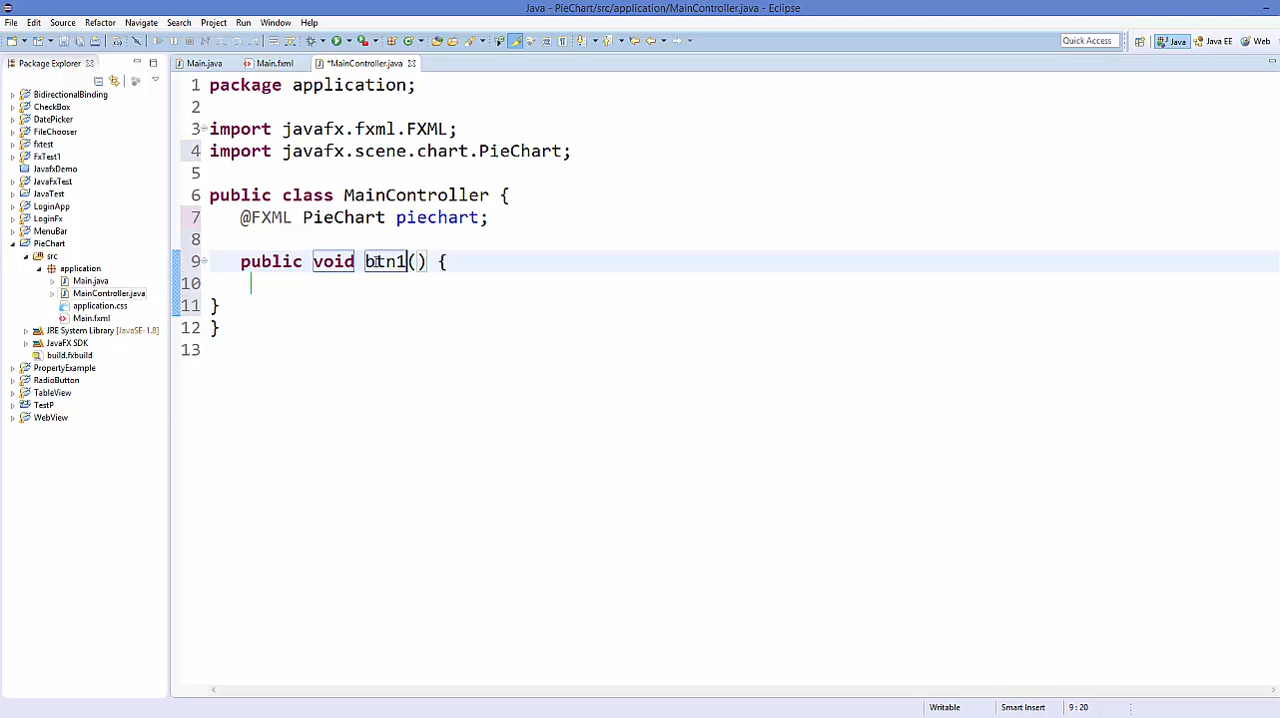 Java - PieChart/src/application/MainController.java - Eclipse
File Edit Source Refactor Navigate Search Project Run Window Help
Quick Access Java Java EE Web
Package Explorer
Main.java Main.fxml *MainController.java
BidirectionalBinding
CheckBox
DatePicker
FileChooser
fxtest
FxTest1
JavafxDemo
JavaFxTest
JavaTest
LoginApp
LoginFx
MenuBar
PieChart
src
application
Main.java
MainController.java
application.css
Main.fxml
JRE System Library [JavaSE-1.8]
JavaFX SDK
build.fxbuild
PropertyExample
RadioButton
TableView
TestP
WebView
1 package application;
2
3 import javafx.fxml.FXML;
4 import javafx.scene.chart.PieChart;
5
6 public class MainController {
7 @FXML PieChart piechart;
8
9 public void btn1() {
10
11 }
12 }
13
Writable Smart Insert 9 : 20